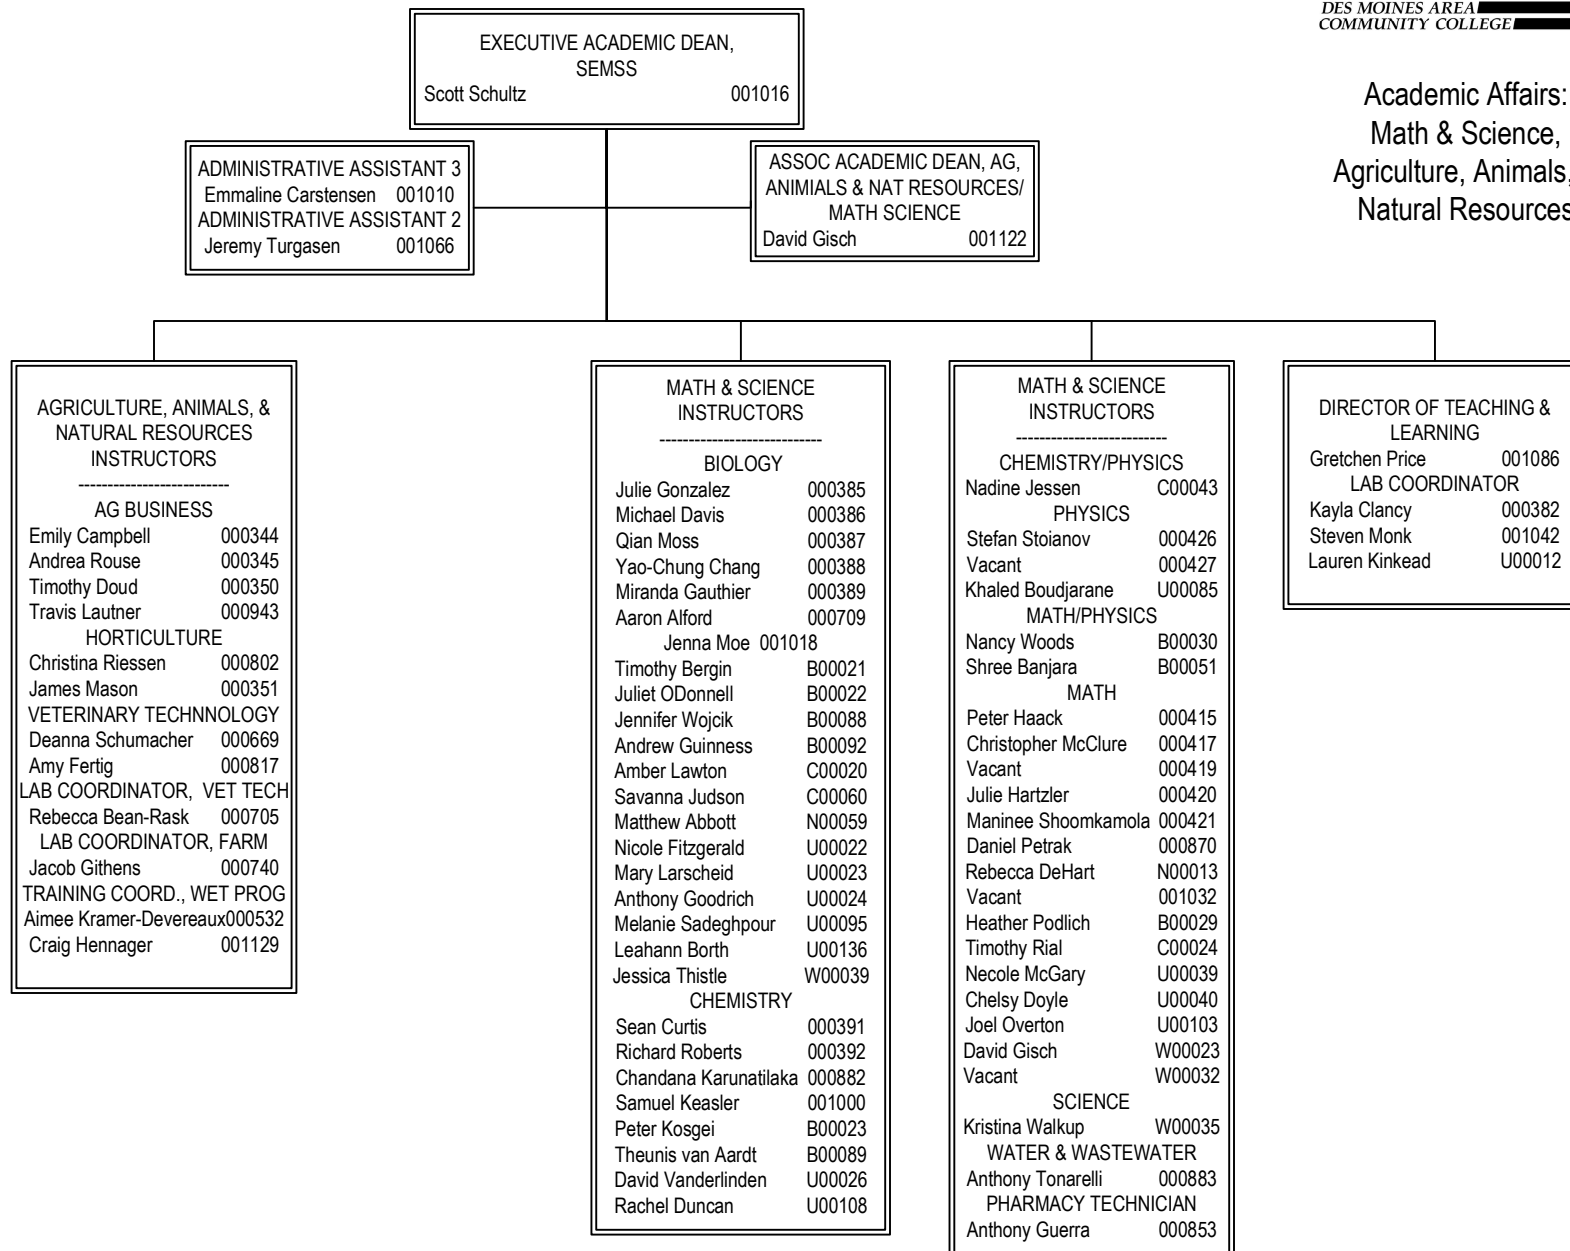 DES MOINES AREA
COMMUNITY COLLEGE
Academic Affairs:
Math & Science,
Agriculture, Animals,
Natural Resources
EXECUTIVE ACADEMIC DEAN,
SEMSS
Scott Schultz 001016
ADMINISTRATIVE ASSISTANT 3
Emmaline Carstensen 001010
ADMINISTRATIVE ASSISTANT 2
Jeremy Turgasen 001066
ASSOC ACADEMIC DEAN, AG,
ANIMIALS & NAT RESOURCES/
MATH SCIENCE
David Gisch 001122
AGRICULTURE, ANIMALS, &
NATURAL RESOURCES
INSTRUCTORS
--------------------------
AG BUSINESS
Emily Campbell 000344
Andrea Rouse 000345
Timothy Doud 000350
Travis Lautner 000943
HORTICULTURE
Christina Riessen 000802
James Mason 000351
VETERINARY TECHNNOLOGY
Deanna Schumacher 000669
Amy Fertig 000817
LAB COORDINATOR, VET TECH
Rebecca Bean-Rask 000705
LAB COORDINATOR, FARM
Jacob Githens 000740
TRAINING COORD., WET PROG
Aimee Kramer-Devereaux000532
Craig Hennager 001129
MATH & SCIENCE
INSTRUCTORS
----------------------------
BIOLOGY
Julie Gonzalez 000385
Michael Davis 000386
Qian Moss 000387
Yao-Chung Chang 000388
Miranda Gauthier 000389
Aaron Alford 000709
Jenna Moe 001018
Timothy Bergin B00021
Juliet ODonnell B00022
Jennifer Wojcik B00088
Andrew Guinness B00092
Amber Lawton C00020
Savanna Judson C00060
Matthew Abbott N00059
Nicole Fitzgerald U00022
Mary Larscheid U00023
Anthony Goodrich U00024
Melanie Sadeghpour U00095
Leahann Borth U00136
Jessica Thistle W00039
CHEMISTRY
Sean Curtis 000391
Richard Roberts 000392
Chandana Karunatilaka 000882
Samuel Keasler 001000
Peter Kosgei B00023
Theunis van Aardt B00089
David Vanderlinden U00026
Rachel Duncan U00108
MATH & SCIENCE
INSTRUCTORS
--------------------------
CHEMISTRY/PHYSICS
Nadine Jessen C00043
PHYSICS
Stefan Stoianov 000426
Vacant 000427
Khaled Boudjarane U00085
MATH/PHYSICS
Nancy Woods B00030
Shree Banjara B00051
MATH
Peter Haack 000415
Christopher McClure 000417
Vacant 000419
Julie Hartzler 000420
Maninee Shoomkamola 000421
Daniel Petrak 000870
Rebecca DeHart N00013
Vacant 001032
Heather Podlich B00029
Timothy Rial C00024
Necole McGary U00039
Chelsy Doyle U00040
Joel Overton U00103
David Gisch W00023
Vacant W00032
SCIENCE
Kristina Walkup W00035
WATER & WASTEWATER
Anthony Tonarelli 000883
PHARMACY TECHNICIAN
Anthony Guerra 000853
DIRECTOR OF TEACHING &
LEARNING
Gretchen Price 001086
LAB COORDINATOR
Kayla Clancy 000382
Steven Monk 001042
Lauren Kinkead U00012